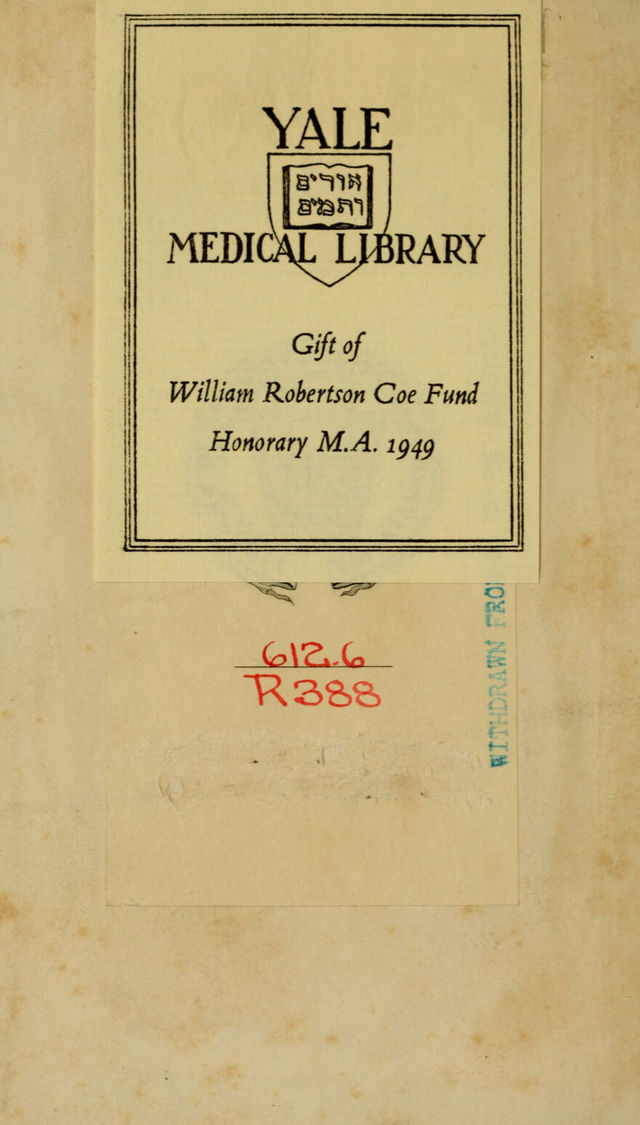 YALE
אורים
ותמים
MEDICAL LIBRARY
Gift of
William Robertson Coe Fund
Honorary M.A. 1949
612.6
R388
WITHDRAWN FRO